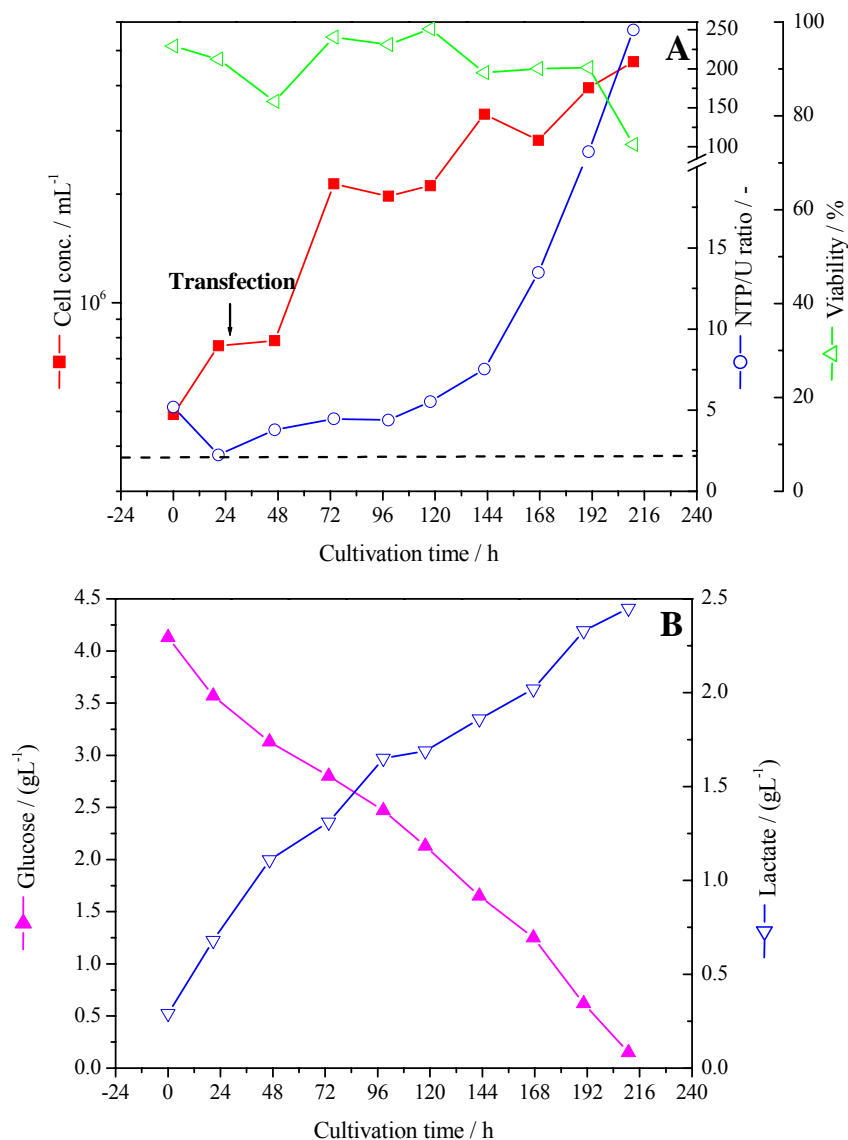 A
Transfection
10^6
Cell conc. / mL^-1
-24 0 24 48 72 96 120 144 168 192 216 240
Cultivation time / h
250
200
150
100
15
10
5
0
NTP/U ratio / -
100
80
60
40
20
0
Viability / %
B
4.5
4.0
3.5
3.0
2.5
2.0
1.5
1.0
0.5
0.0
Glucose / (gL^-1)
-24 0 24 48 72 96 120 144 168 192 216 240
Cultivation time / h
2.5
2.0
1.5
1.0
0.5
0.0
Lactate / (gL^-1)